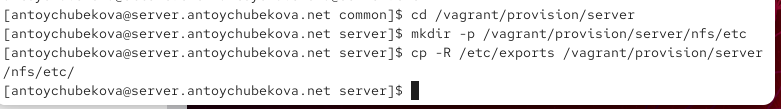 [antoychubekova@server.antoychubekova.net common]$ cd /vagrant/provision/server
[antoychubekova@server.antoychubekova.net server]$ mkdir -p /vagrant/provision/server/nfs/etc
[antoychubekova@server.antoychubekova.net server]$ cp -R /etc/exports /vagrant/provision/server
/nfs/etc/
[antoychubekova@server.antoychubekova.net server]$